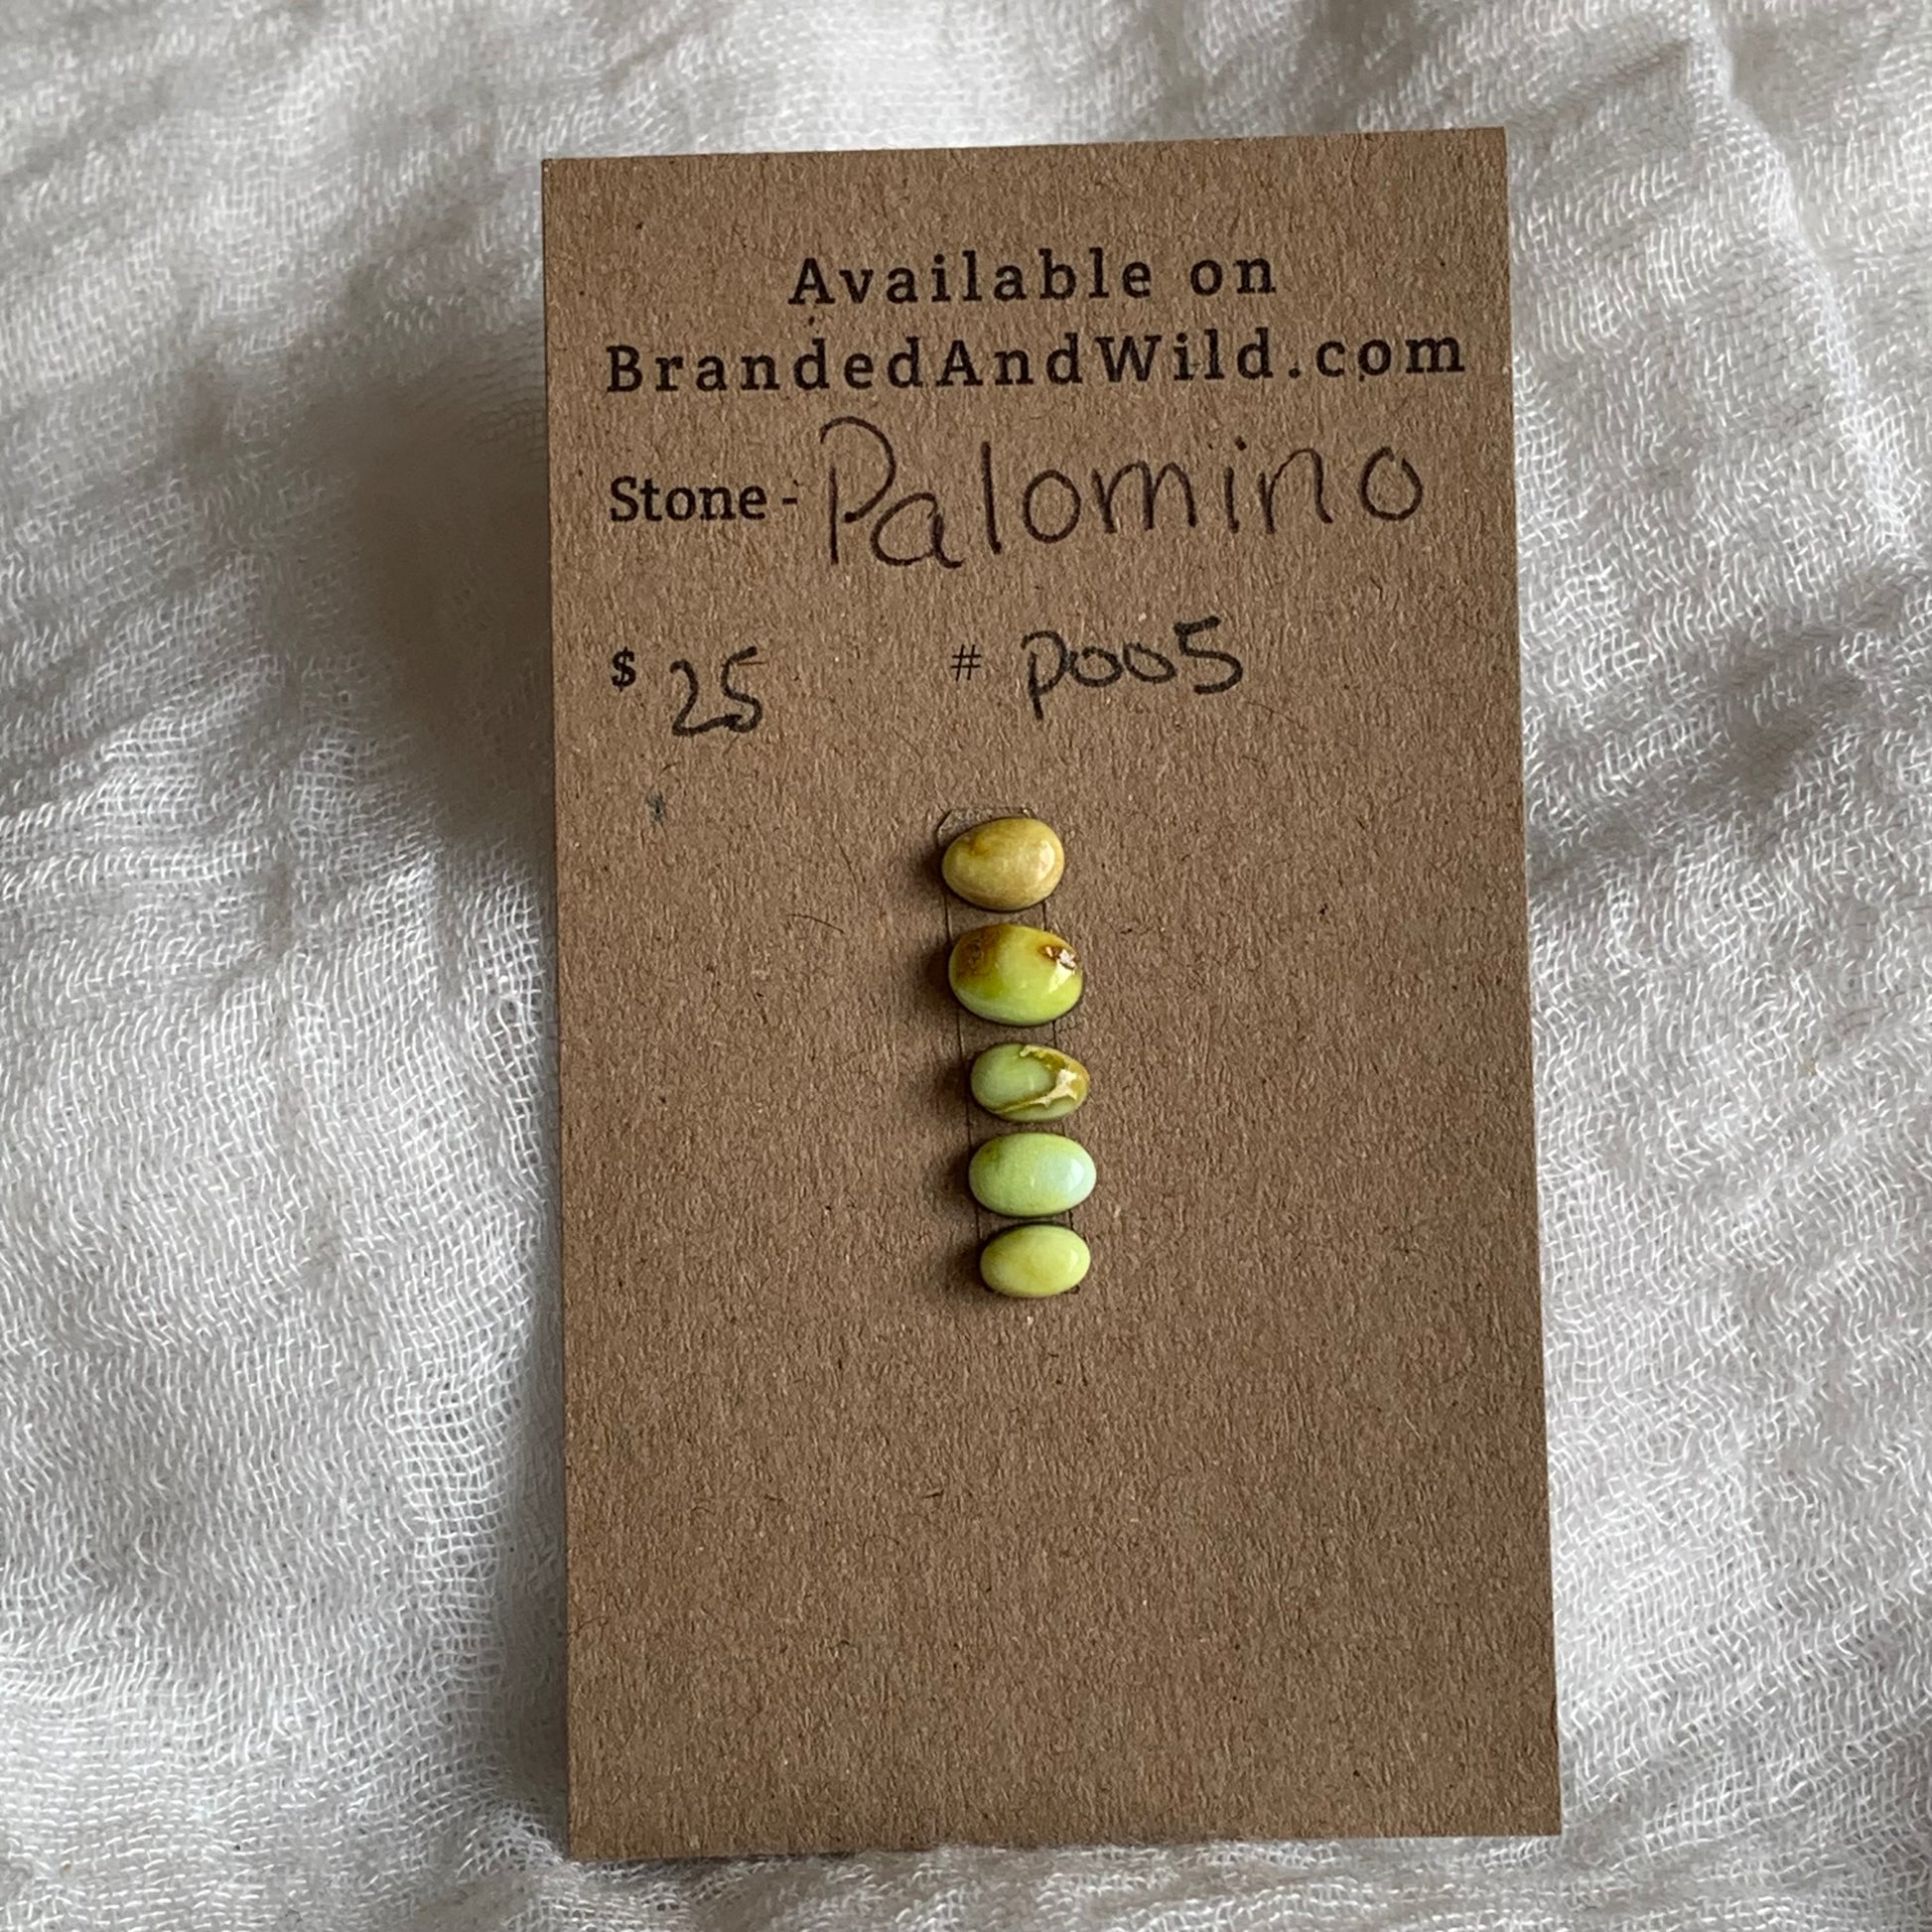 Available on
BrandedAndWild.com
Stone - Palomino
$ 25 # P005